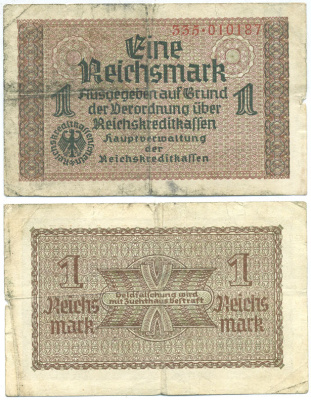 333·010187
Eine
Reichsmark
1 Ausgegeben auf Grund 1
der Verordnung über
Reichskreditkassen
Hauptverwaltung
der
Reichskreditkassen
1 1
Geldfälschung wird
mit Zuchthaus bestraft
Reichs Reichs
mark mark